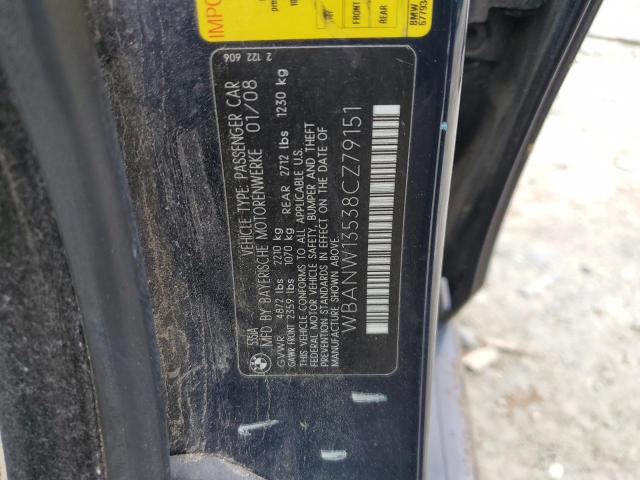 IMPO
FRONT
REAR
BMW
67793
2 122 606
535iA
VEHICLE TYPE: PASSENGER CAR
MFD BY BAYERISCHE MOTORENWERKE 01/08
GVWR 4872 lbs 2210 kg
GAWR-FRONT 2359 lbs 1070 kg REAR 2712 lbs 1230 kg
THIS VEHICLE CONFORMS TO ALL APPLICABLE U.S.
FEDERAL MOTOR VEHICLE SAFETY, BUMPER AND THEFT
PREVENTION STANDARDS IN EFFECT ON THE DATE OF
MANUFACTURE SHOWN ABOVE.
WBANW13538CZ79151